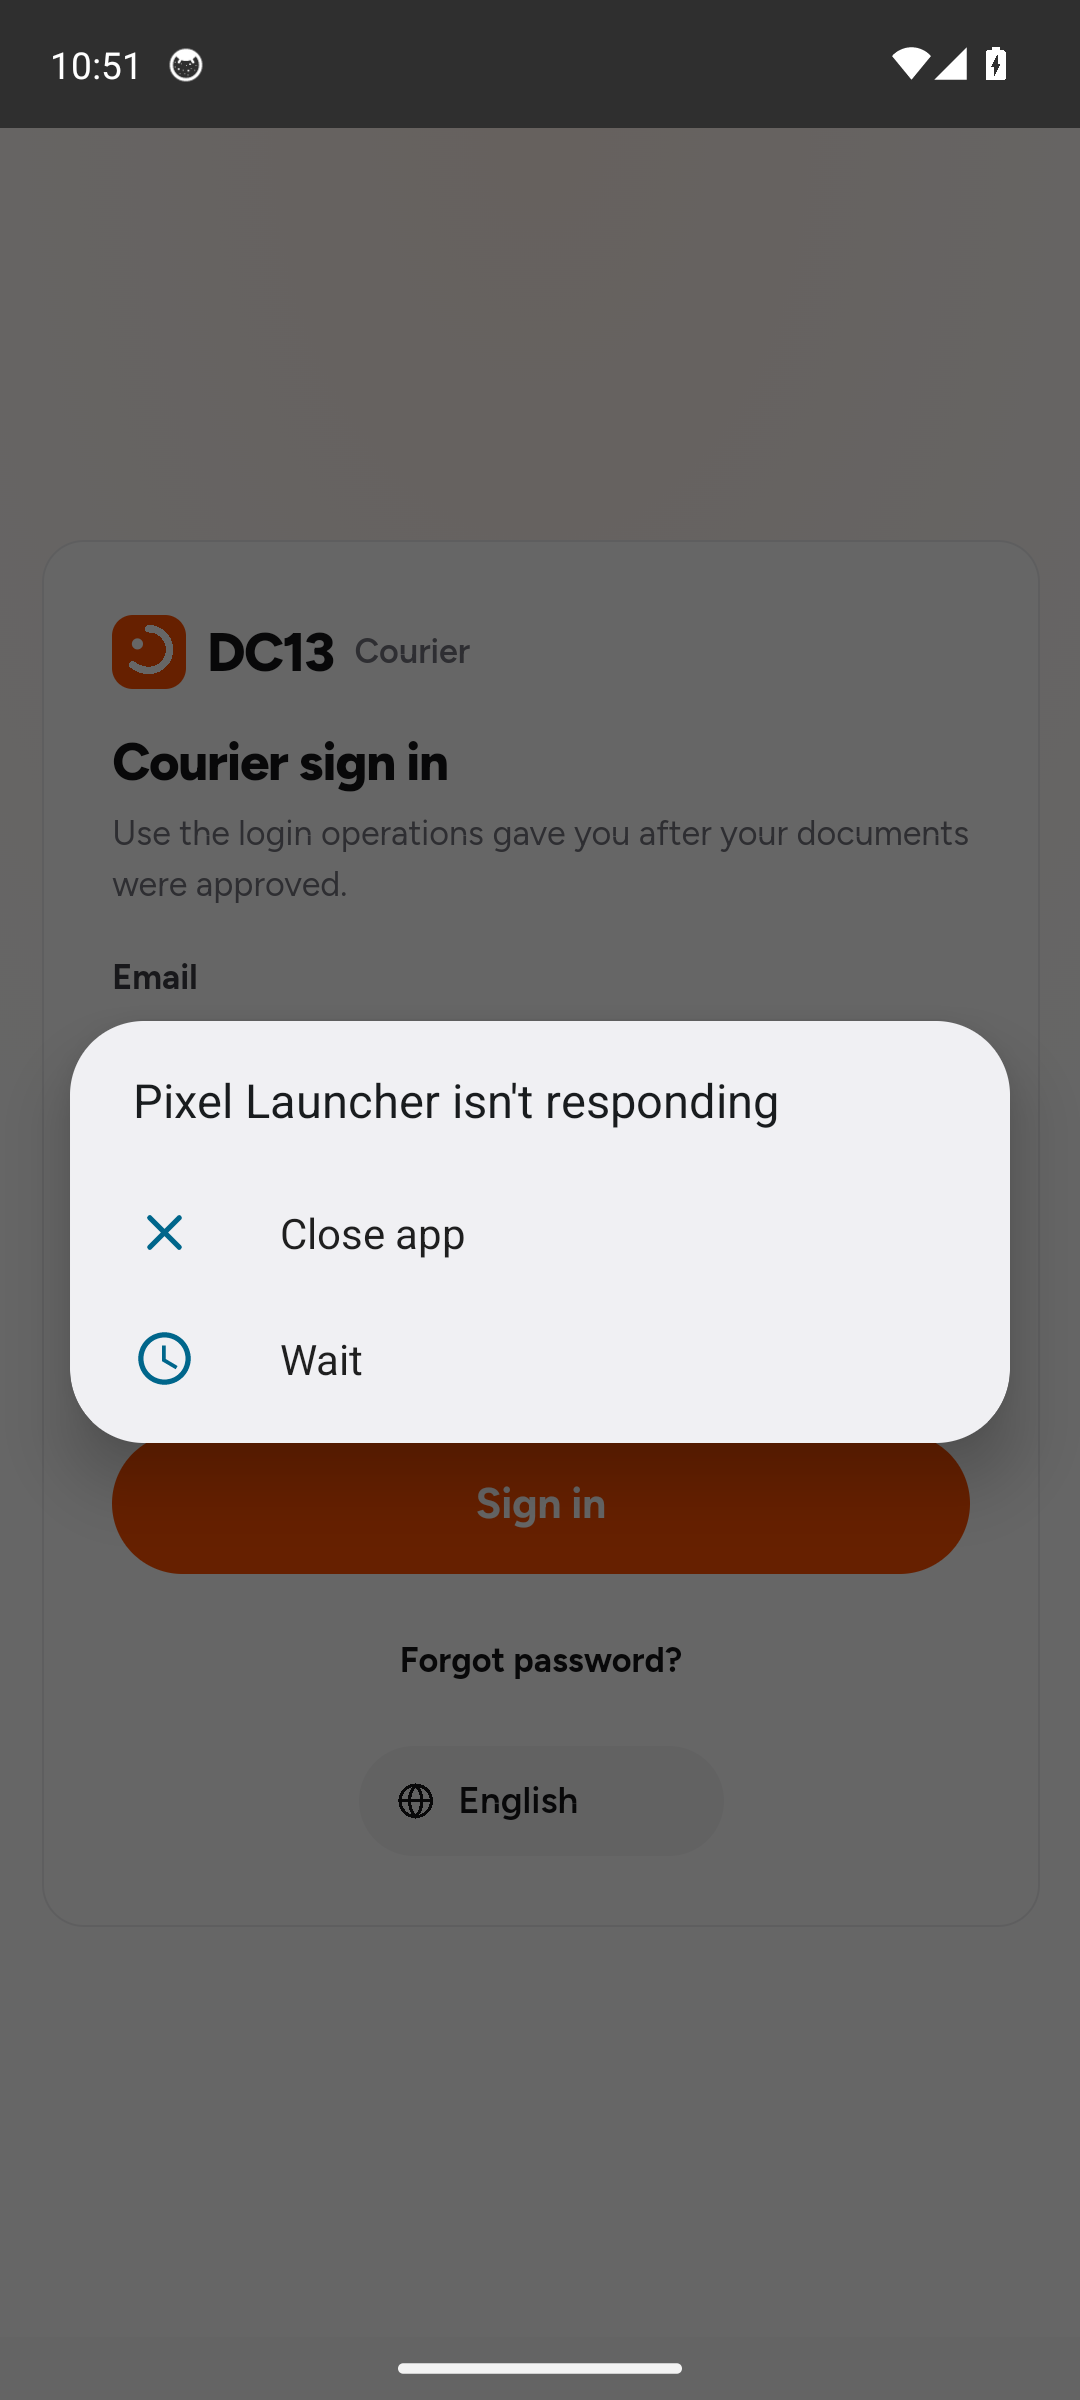 10:51
DC13 Courier
Courier sign in
Use the login operations gave you after your documents
were approved.
Email
Pixel Launcher isn't responding
Close app
Wait
Sign in
Forgot password?
English